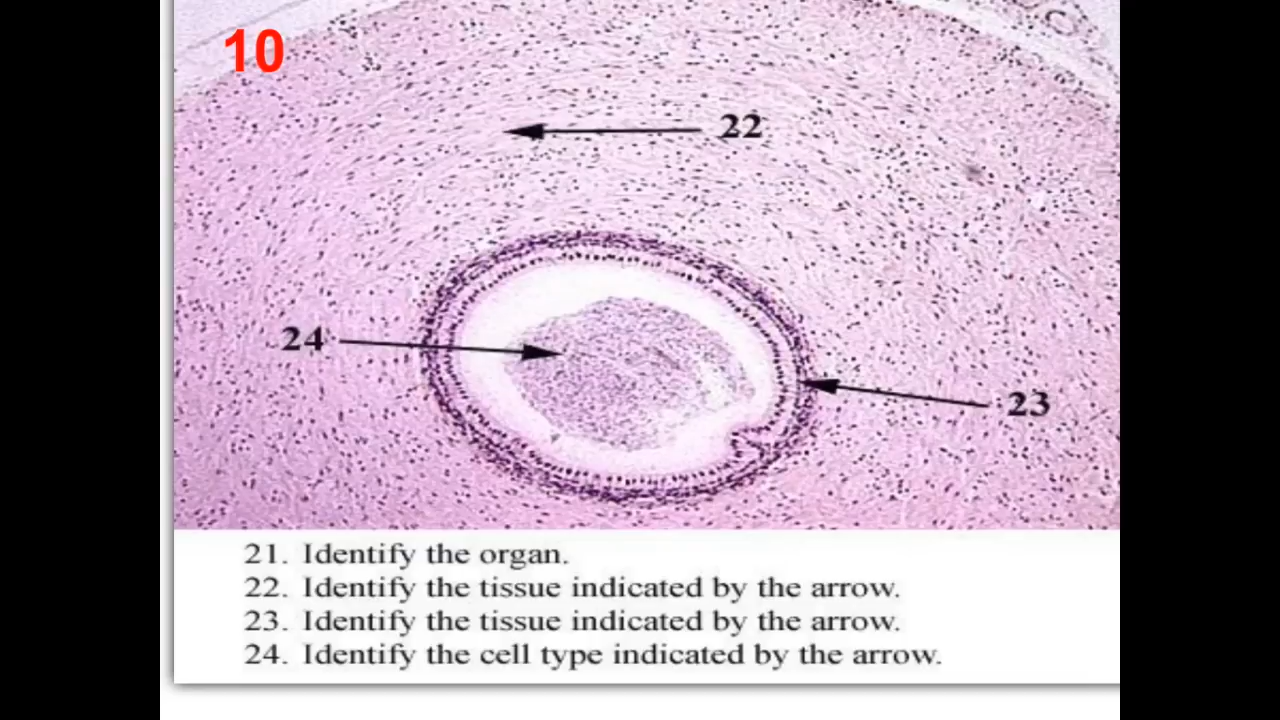 10
22
24
23
21. Identify the organ.
22. Identify the tissue indicated by the arrow.
23. Identify the tissue indicated by the arrow.
24. Identify the cell type indicated by the arrow.